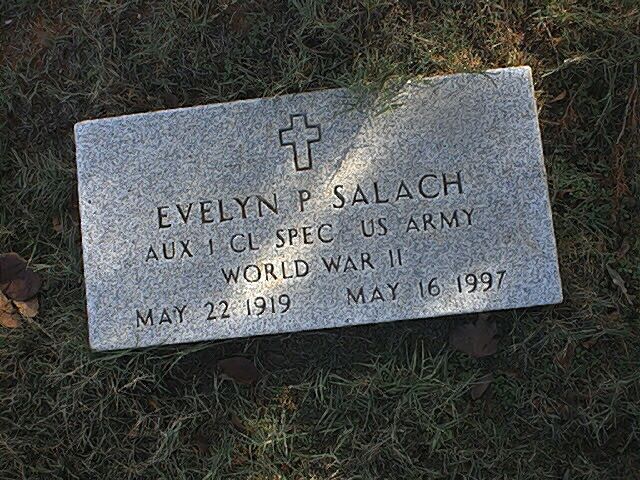 EVELYN P SALACH
AUX 1 CL SPEC US ARMY
WORLD WAR II
MAY 22 1919 MAY 16 1997